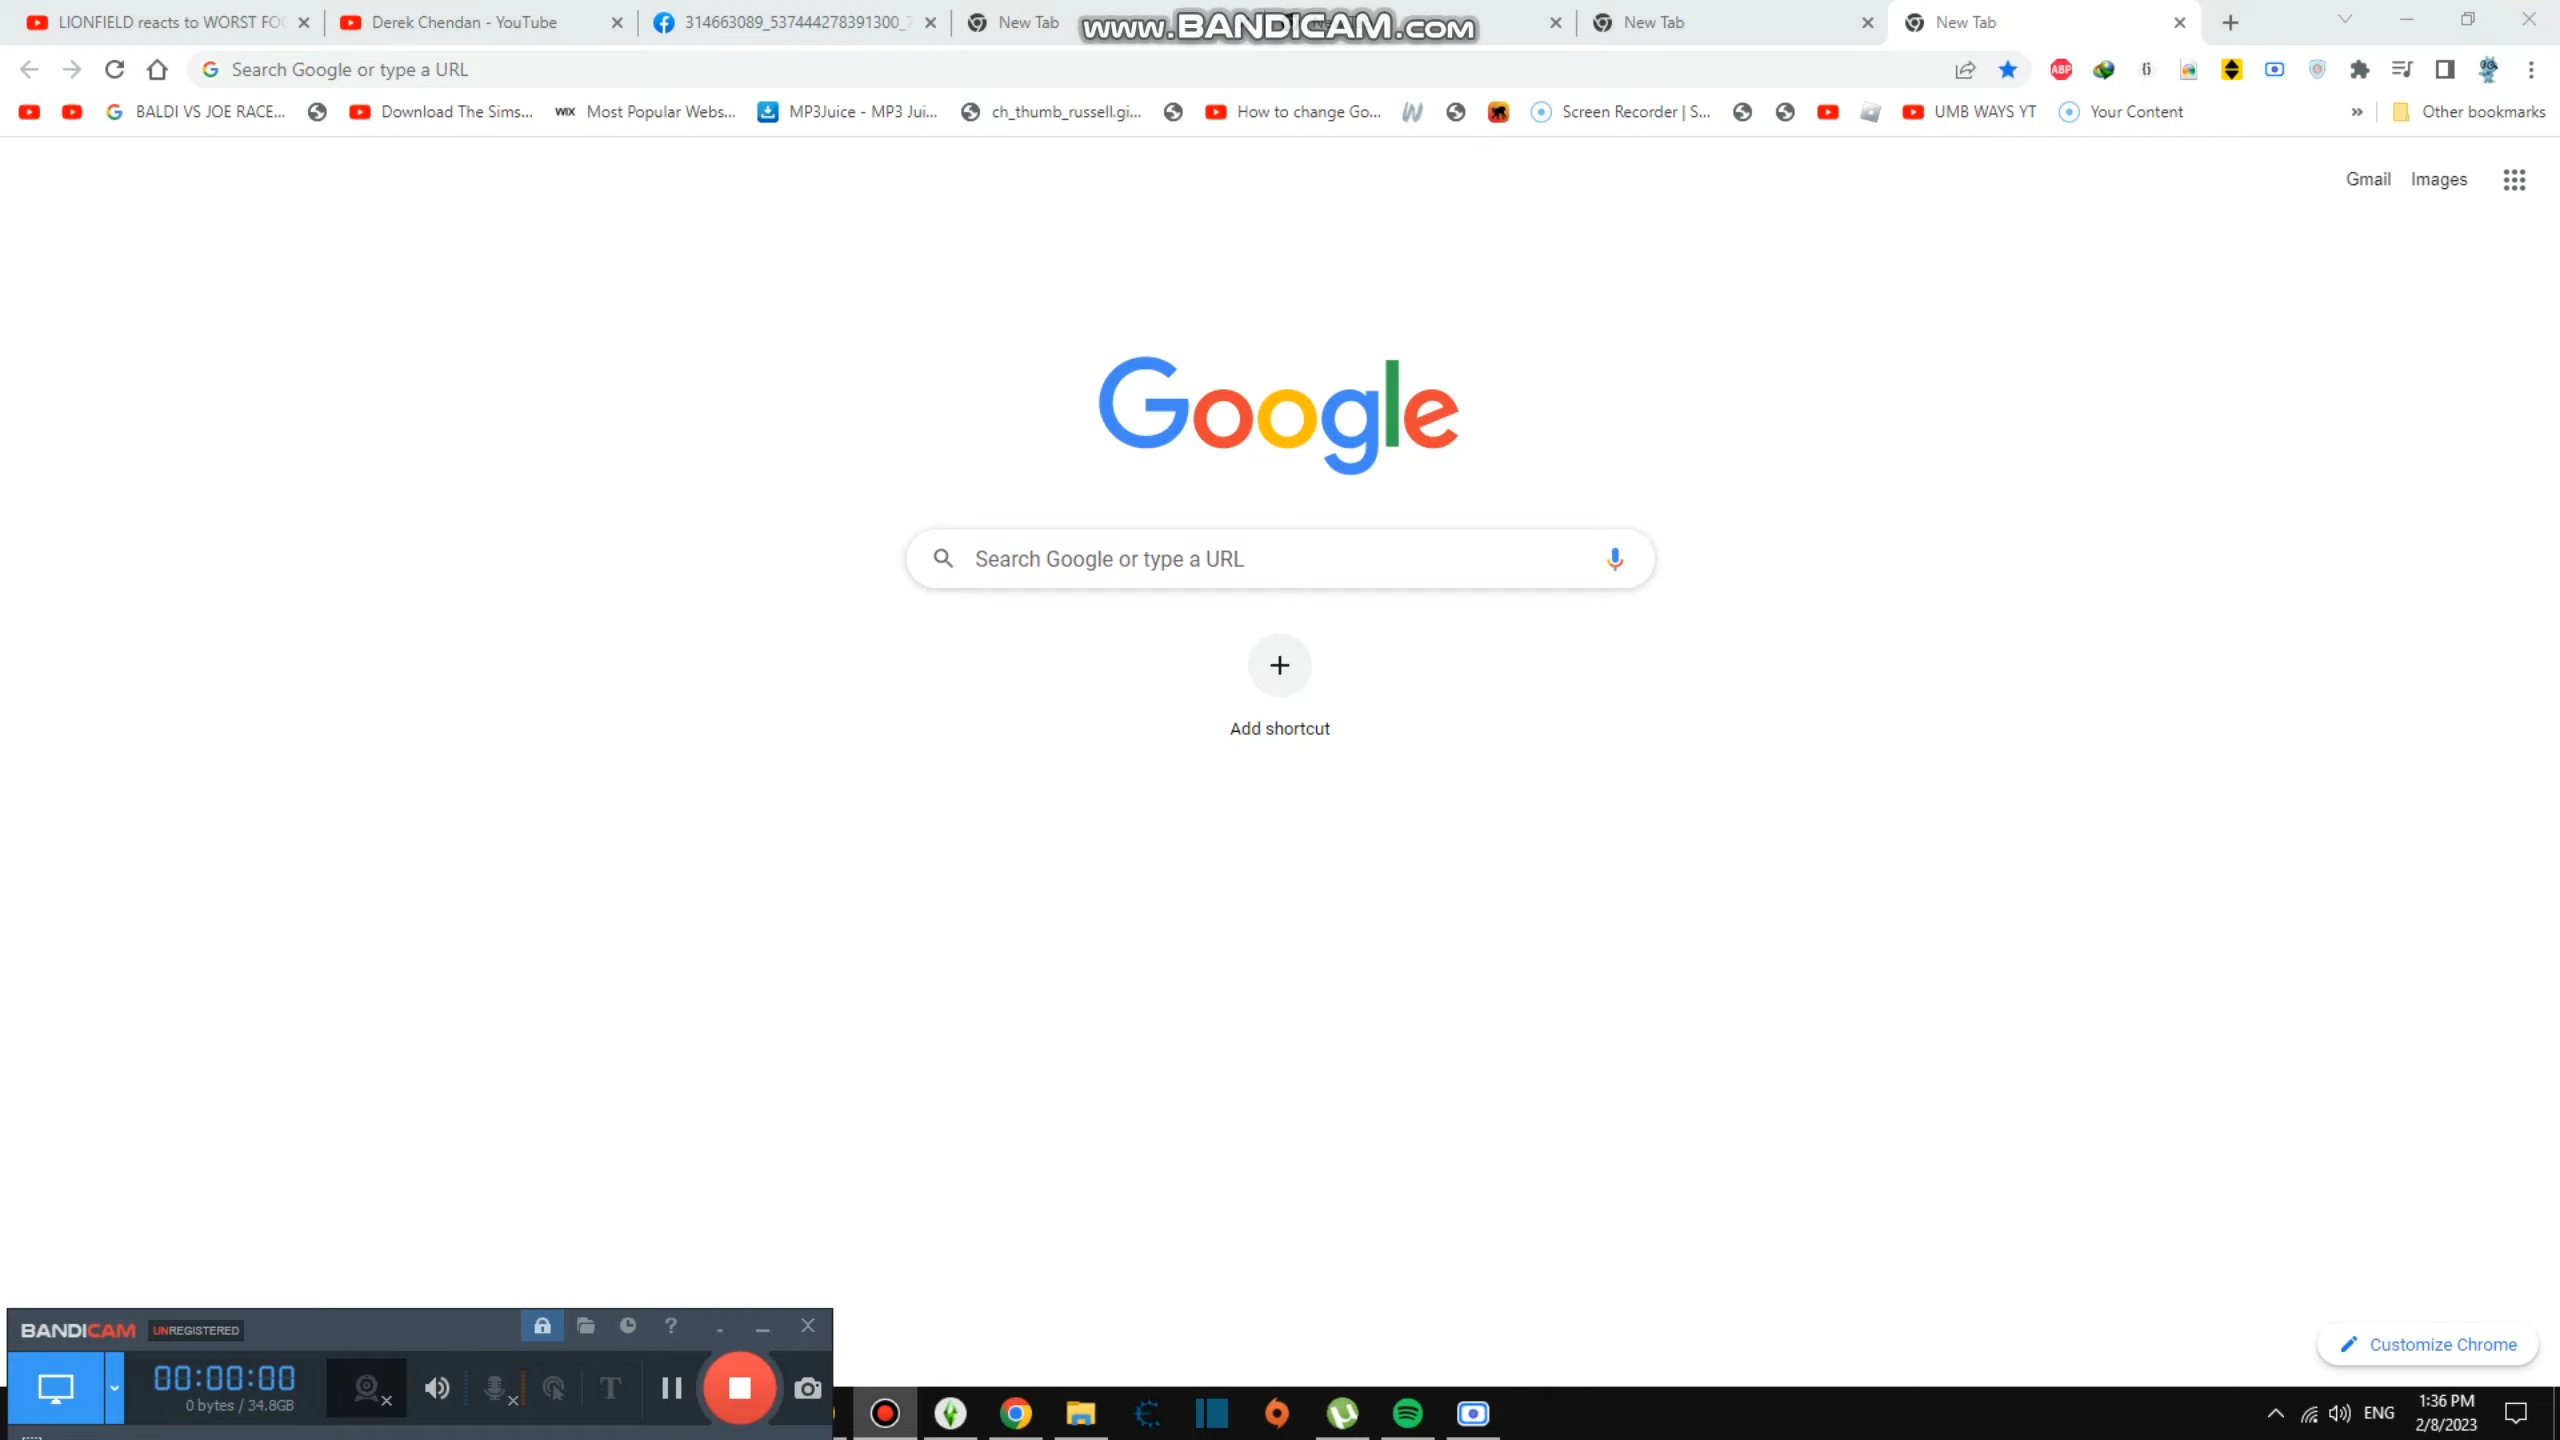 LIONFIELD reacts to WORST FO
Derek Chendan - YouTube
314663089_537444278391300_7
New Tab
www.BANDICAM.com
New Tab
New Tab
Search Google or type a URL
ABP
BALDI VS JOE RACE...
Download The Sims...
WIX
Most Popular Webs...
MP3Juice - MP3 Jui...
ch_thumb_russell.gi...
How to change Go...
Screen Recorder | S...
UMB WAYS YT
Your Content
»
Other bookmarks
Gmail
Images
Google
Search Google or type a URL
Add shortcut
Customize Chrome
BANDICAM
UNREGISTERED
00:00:00
0 bytes / 34.8GB
T
ENG
1:36 PM
2/8/2023